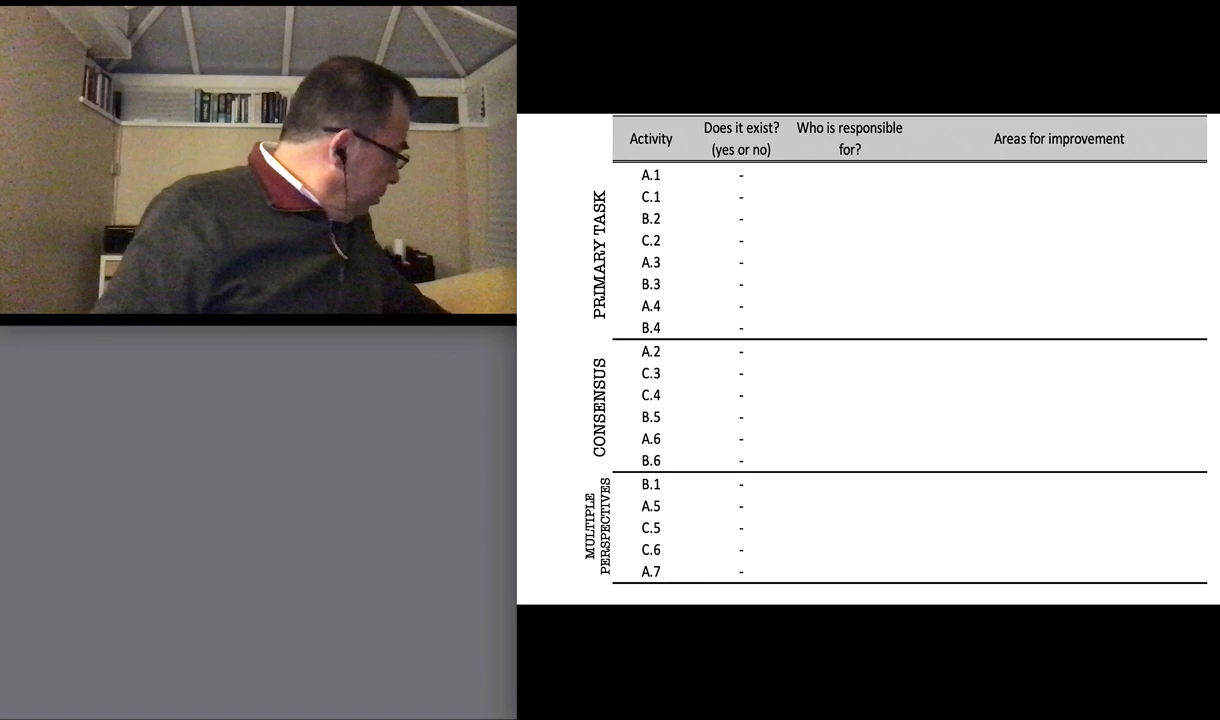 Activity
Does it exist?
(yes or no)
Who is responsible
for?
Areas for improvement
PRIMARY TASK
A.1 -
C.1 -
B.2 -
C.2 -
A.3 -
B.3 -
A.4 -
B.4 -
CONSENSUS
A.2 -
C.3 -
C.4 -
B.5 -
A.6 -
B.6 -
MULTIPLE
PERSPECTIVES
B.1 -
A.5 -
C.5 -
C.6 -
A.7 -